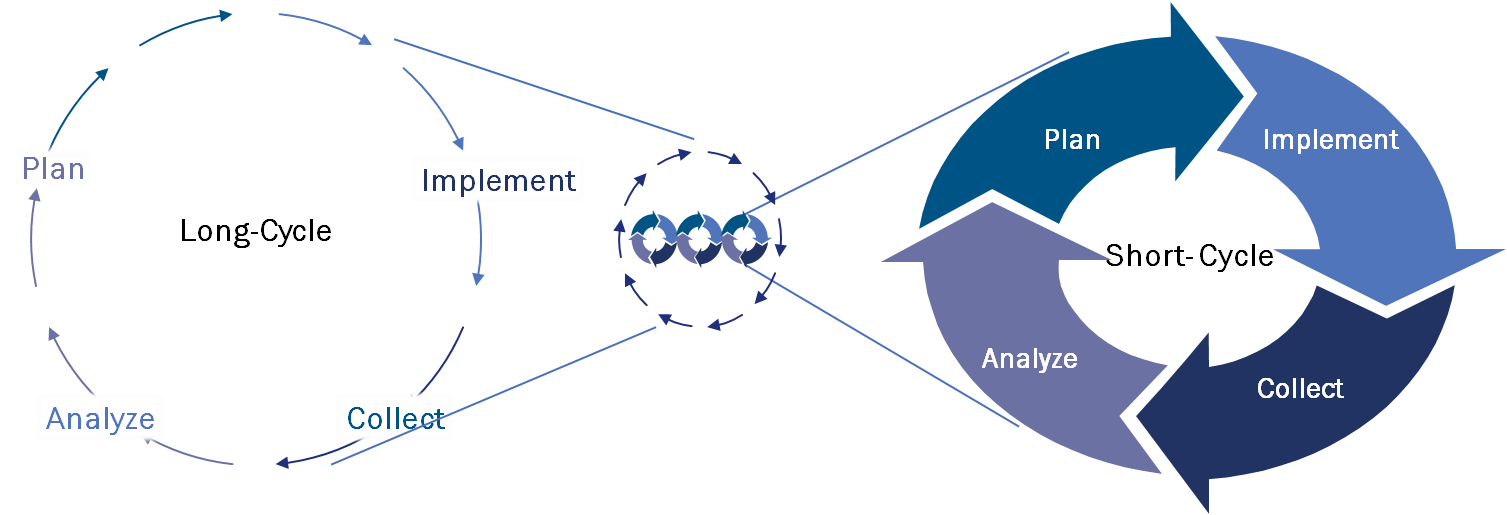 Plan
Implement
Long-Cycle
Analyze
Collect
Plan
Implement
Short-Cycle
Analyze
Collect